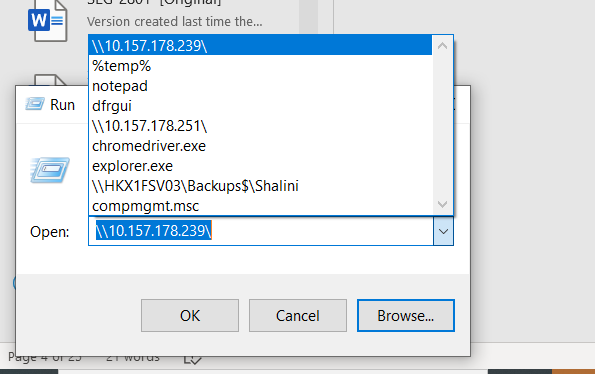 Version created last time the...
Run
\\10.157.178.239\
%temp%
notepad
dfrgui
\\10.157.178.251\
chromedriver.exe
explorer.exe
\\HKX1FSV03\Backups$\Shalini
compmgmt.msc
Open: \\10.157.178.239\
OK Cancel Browse...
Page 4 of 25 21 words